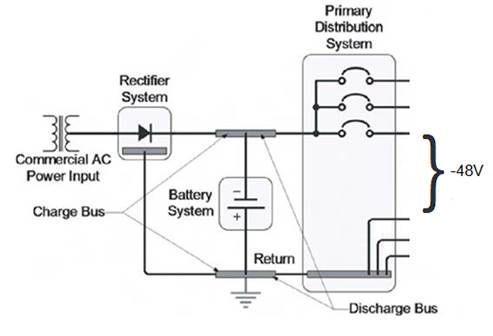 Primary
Distribution
System
Rectifier
System
Commercial AC
Power Input
Battery
System
−
+
Charge Bus
Return
Discharge Bus
-48V